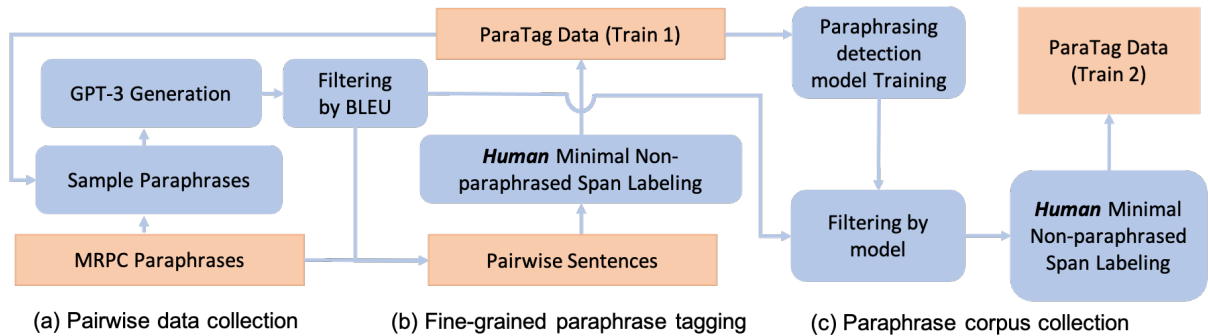 ParaTag Data (Train 1)
Paraphrasing
detection
model Training
ParaTag Data
(Train 2)
GPT-3 Generation
Filtering
by BLEU
Human Minimal Non-
paraphrased Span Labeling
Sample Paraphrases
Filtering by
model
Human Minimal
Non-paraphrased
Span Labeling
MRPC Paraphrases
Pairwise Sentences
(a) Pairwise data collection
(b) Fine-grained paraphrase tagging
(c) Paraphrase corpus collection